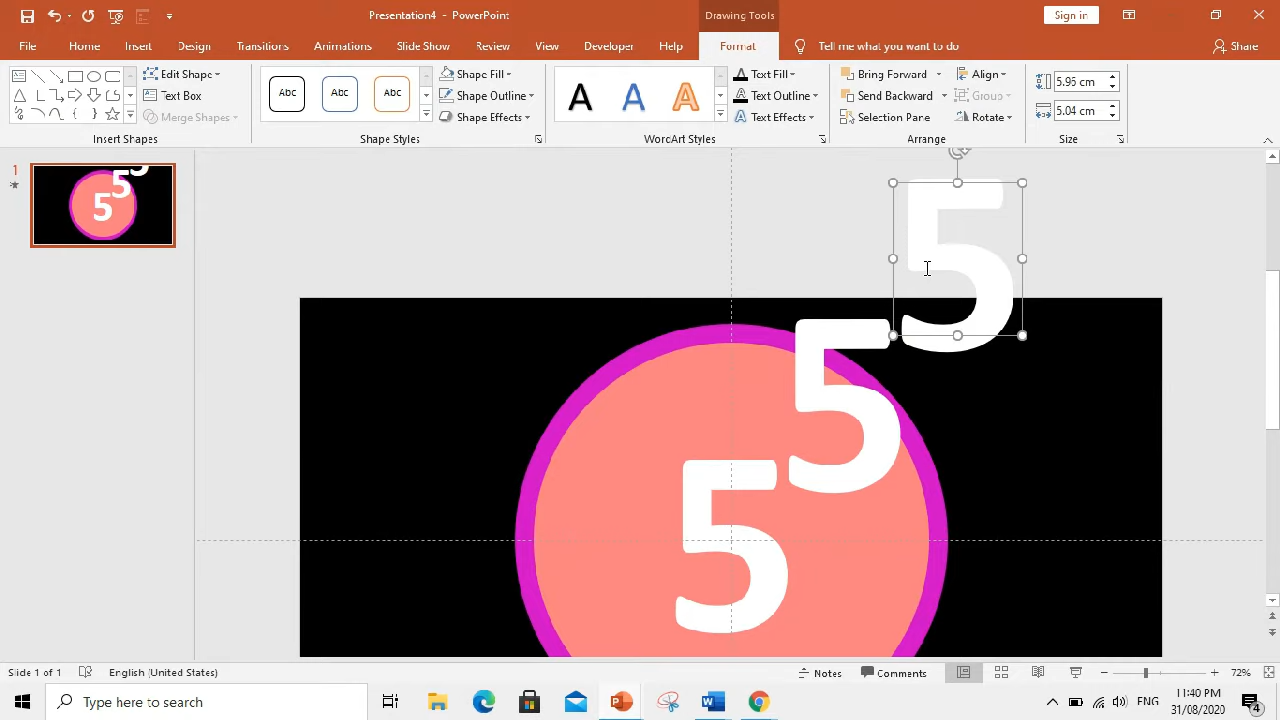 Presentation4 - PowerPoint
Drawing Tools
Sign in
File Home Insert Design Transitions Animations Slide Show Review View Developer Help Format Tell me what you want to do Share
Edit Shape
Text Box
Merge Shapes
Insert Shapes
Abc Abc Abc
Shape Fill
Shape Outline
Shape Effects
Shape Styles
A A A
Text Fill
Text Outline
Text Effects
WordArt Styles
Bring Forward
Send Backward
Selection Pane
Align
Group
Rotate
Arrange
5.96 cm
5.04 cm
Size
1
5
5
5
5
5
5
Slide 1 of 1 English (United States) Notes Comments 72%
Type here to search
ENG
11:40 PM
31/08/2020
4